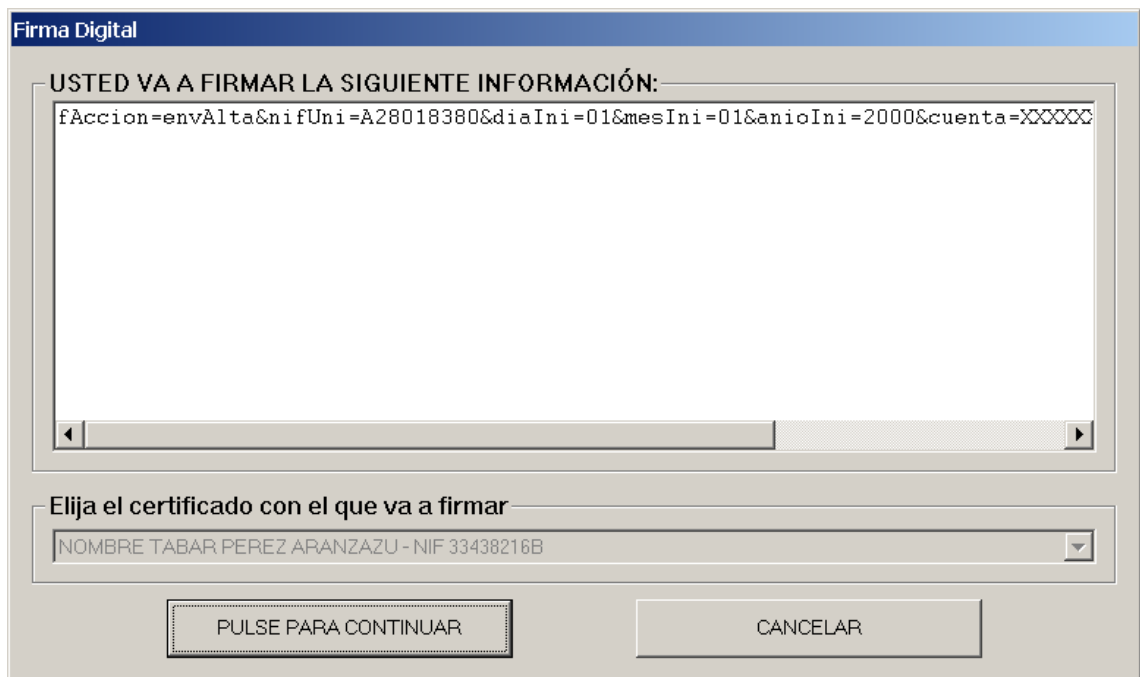 Firma Digital
USTED VA A FIRMAR LA SIGUIENTE INFORMACIÓN:
fAccion=envAlta&nifUni=A28018380&diaIni=01&mesIni=01&anioIni=2000&cuenta=XXXXXX
Elija el certificado con el que va a firmar
NOMBRE TABAR PEREZ ARANZAZU - NIF 33438216B
PULSE PARA CONTINUAR
CANCELAR